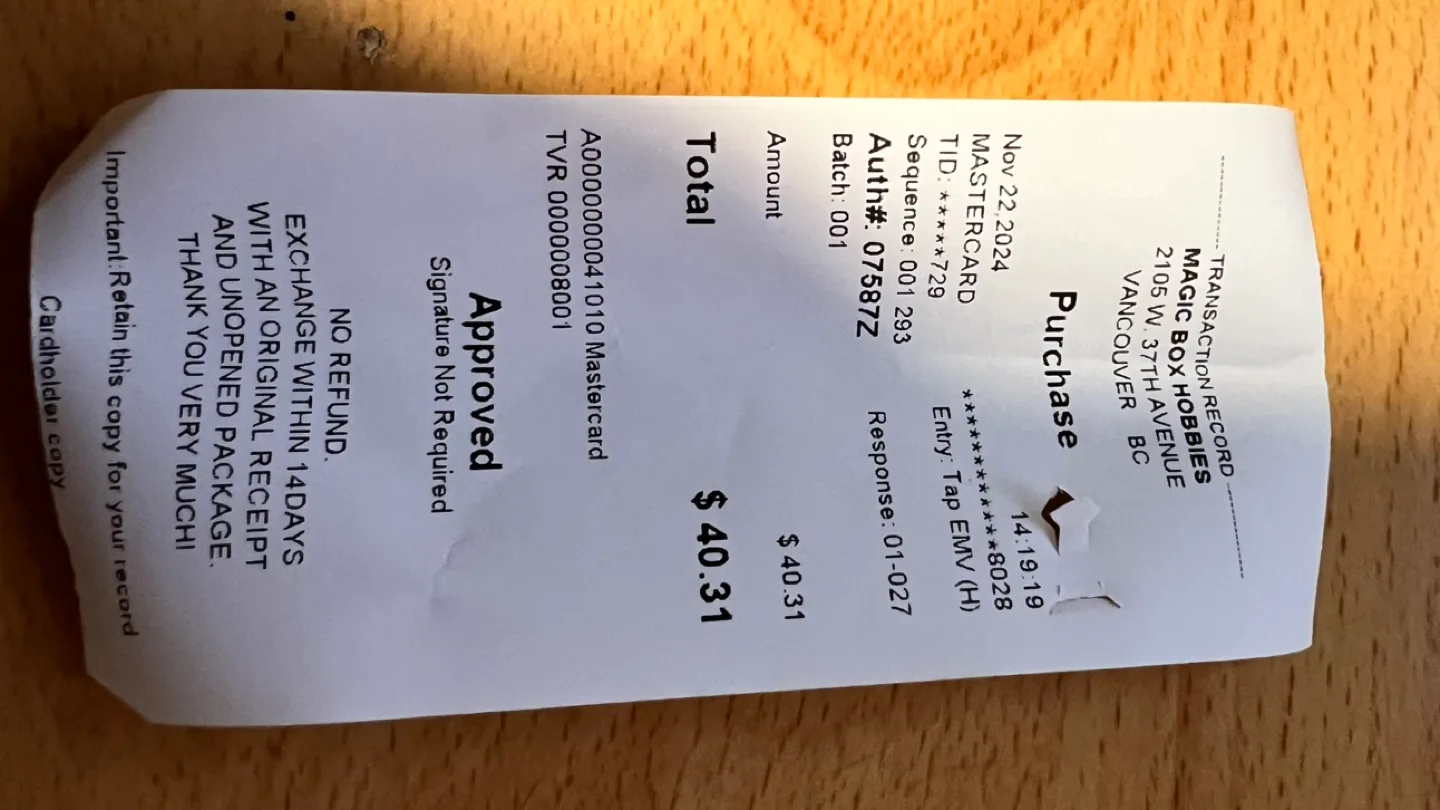 ---------- TRANSACTION RECORD ----------
MAGIC BOX HOBBIES
2105 W. 37TH AVENUE
VANCOUVER BC
Purchase
Nov 22,2024 14:19:19
MASTERCARD ************8028
TID: *****729 Entry: Tap EMV (H)
Sequence: 001 293
Auth#: 07587Z Response: 01-027
Batch: 001
Amount $ 40.31
Total $ 40.31
A0000000041010 Mastercard
TVR 0000008001
Approved
Signature Not Required
NO REFUND.
EXCHANGE WITHIN 14DAYS
WITH AN ORIGINAL RECEIPT
AND UNOPENED PACKAGE.
THANK YOU VERY MUCH!
Important:Retain this copy for your record
Cardholder copy